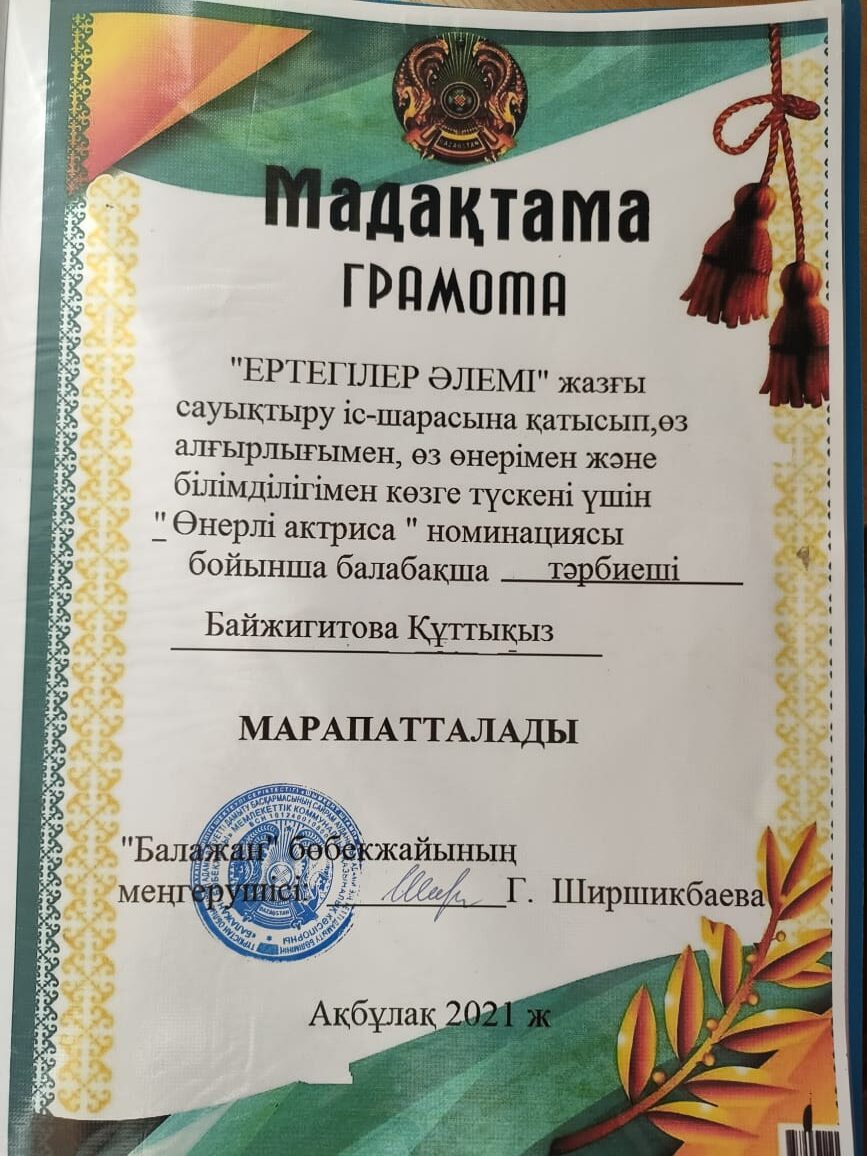 QAZAQSTAN
Мадақтама
ГРАМОТА
"ЕРТЕГІЛЕР ӘЛЕМІ" жазғы
сауықтыру іс-шарасына қатысып,өз
алғырлығымен, өз өнерімен және
білімділігімен көзге түскені үшін
" Өнерлі актриса " номинациясы
бойынша балабақша тәрбиеші
Байжигитова Құттықыз
МАРАПАТТАЛАДЫ
"Балажан" бөбекжайының
меңгерушісі: Г. Ширшикбаева
Ақбұлақ 2021 ж